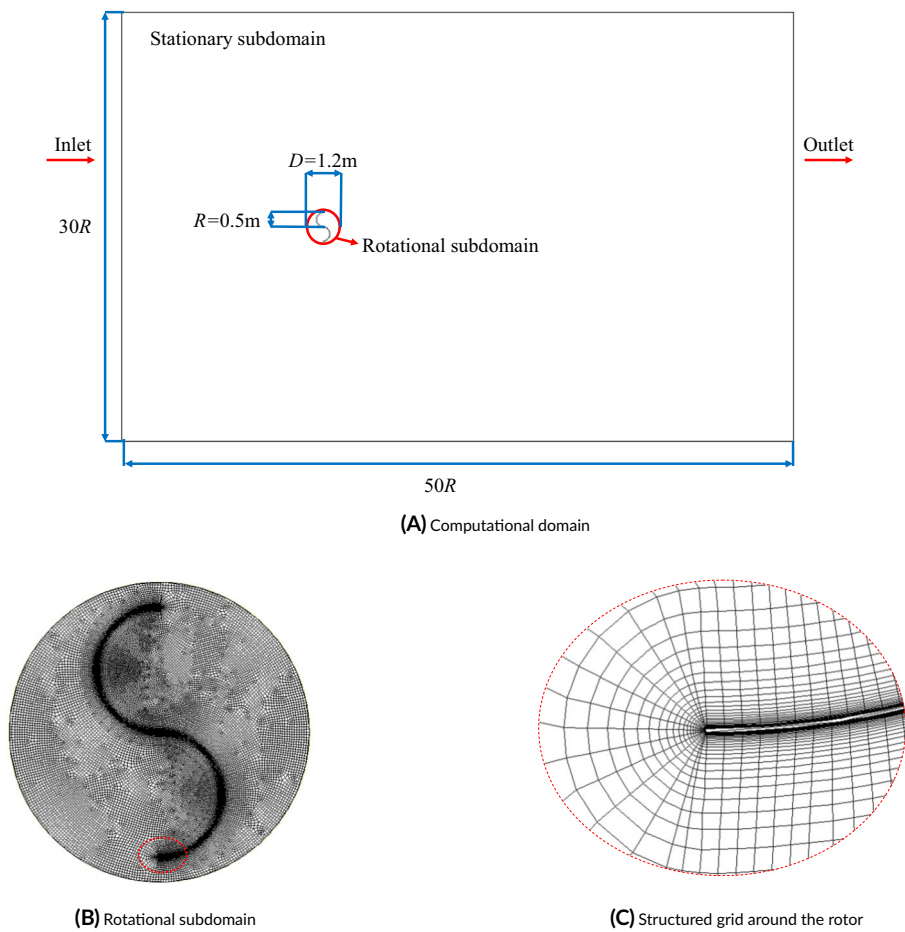 Stationary subdomain
Inlet
Outlet
D=1.2m
R=0.5m
30R
Rotational subdomain
50R
(A) Computational domain
(B) Rotational subdomain
(C) Structured grid around the rotor